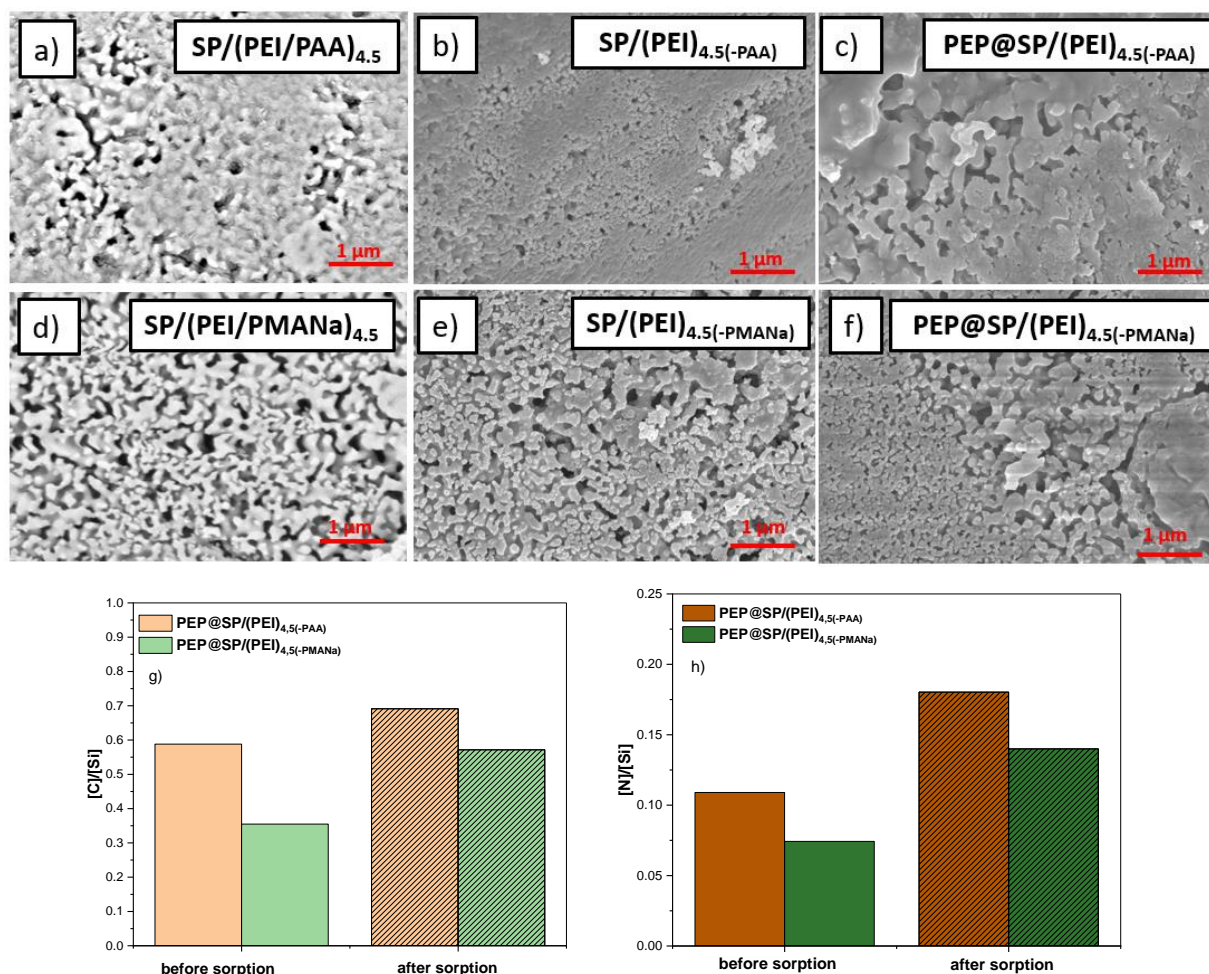 a)
SP/(PEI/PAA)4.5
1 µm
b)
SP/(PEI)4.5(-PAA)
1 µm
c)
PEP@SP/(PEI)4.5(-PAA)
1 µm
d)
SP/(PEI/PMANa)4.5
1 µm
e)
SP/(PEI)4.5(-PMANa)
1 µm
f)
PEP@SP/(PEI)4.5(-PMANa)
1 µm
1.0
0.9
0.8
0.7
0.6
0.5
0.4
0.3
0.2
0.1
0.0
[C]/[Si]
PEP@SP/(PEI)4,5(-PAA)
PEP@SP/(PEI)4,5(-PMANa)
g)
before sorption
after sorption
0.25
0.20
0.15
0.10
0.05
0.00
[N]/[Si]
PEP@SP/(PEI)4,5(-PAA)
PEP@SP/(PEI)4,5(-PMANa)
h)
before sorption
after sorption